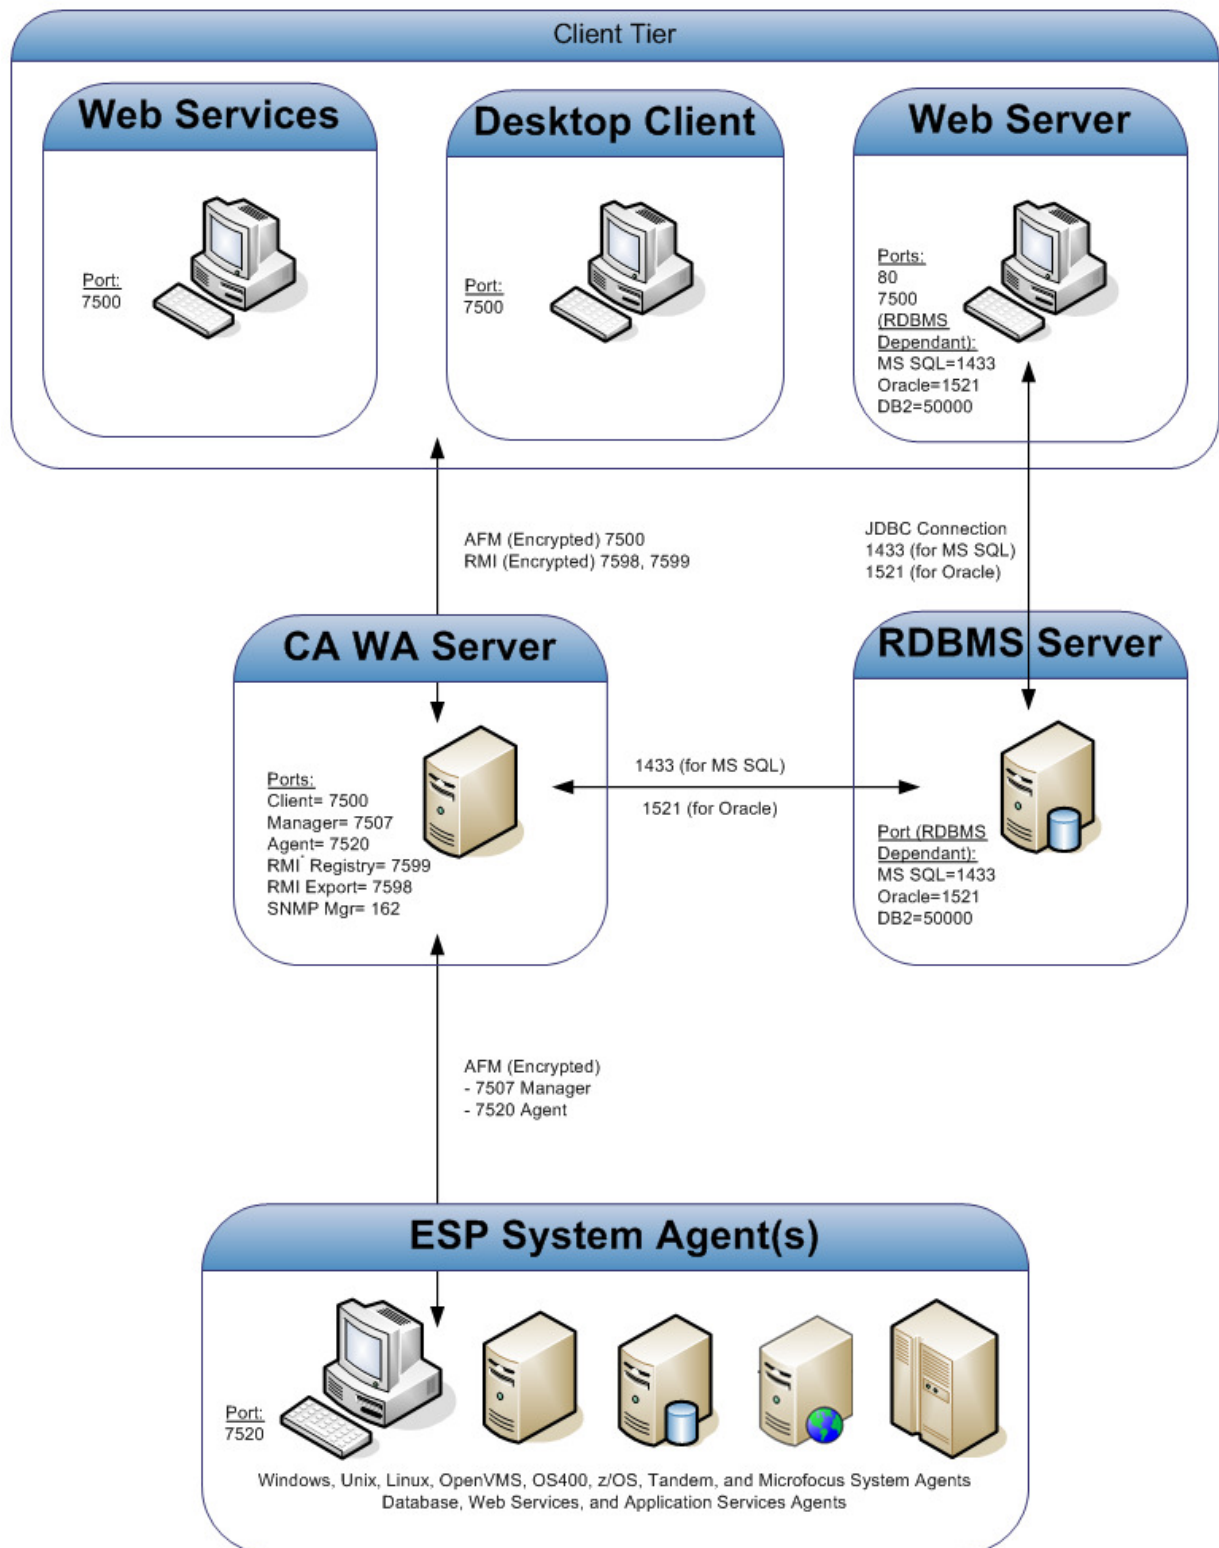 Client Tier
Web Services
Port:
7500
Desktop Client
Port:
7500
Web Server
Ports:
80
7500
(RDBMS
Dependant):
MS SQL=1433
Oracle=1521
DB2=50000
AFM (Encrypted) 7500
RMI (Encrypted) 7598, 7599
JDBC Connection
1433 (for MS SQL)
1521 (for Oracle)
CA WA Server
Ports:
Client= 7500
Manager= 7507
Agent= 7520
RMI* Registry= 7599
RMI Export= 7598
SNMP Mgr= 162
1433 (for MS SQL)
1521 (for Oracle)
RDBMS Server
Port (RDBMS
Dependant):
MS SQL=1433
Oracle=1521
DB2=50000
AFM (Encrypted)
- 7507 Manager
- 7520 Agent
ESP System Agent(s)
Port:
7520
Windows, Unix, Linux, OpenVMS, OS400, z/OS, Tandem, and Microfocus System Agents
Database, Web Services, and Application Services Agents